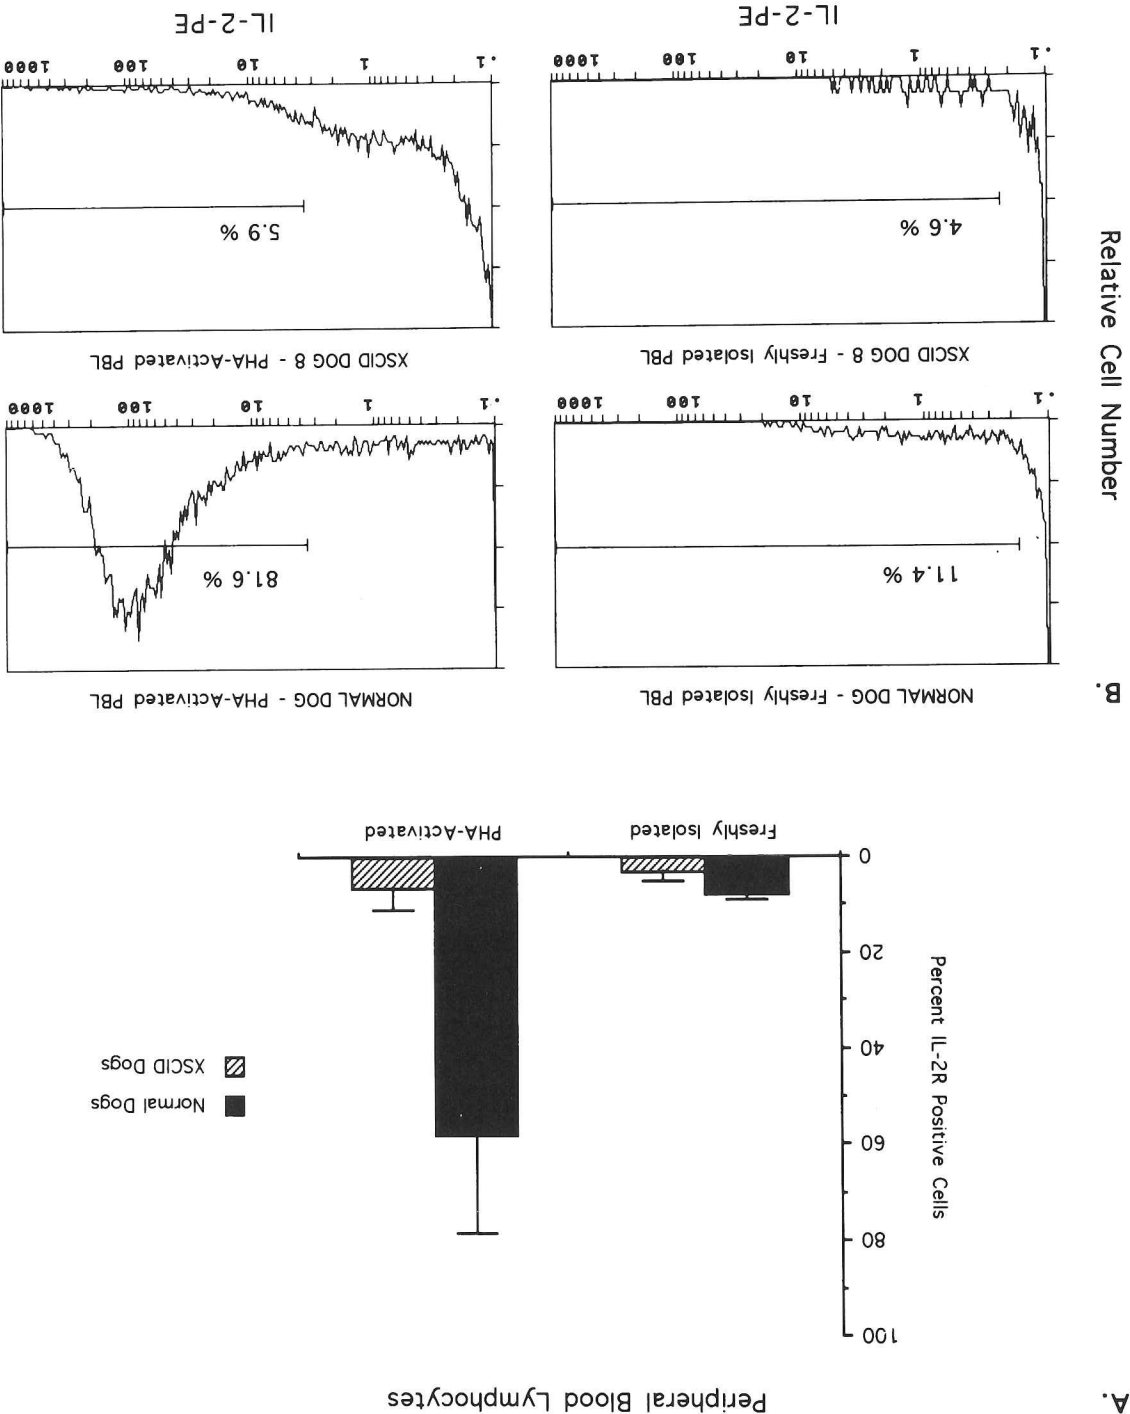 A.
Peripheral Blood Lymphocytes
100
80
60
40
20
0
Percent IL-2R Positive Cells
Normal Dogs
XSCID Dogs
Freshly Isolated
PHA-Activated
B.
Relative Cell Number
NORMAL DOG - Freshly Isolated PBL
11.4 %
.1 1 10 100 1000
NORMAL DOG - PHA-Activated PBL
81.6 %
.1 1 10 100 1000
XSCID DOG 8 - Freshly Isolated PBL
4.6 %
.1 1 10 100 1000
IL-2-PE
XSCID DOG 8 - PHA-Activated PBL
5.9 %
.1 1 10 100 1000
IL-2-PE